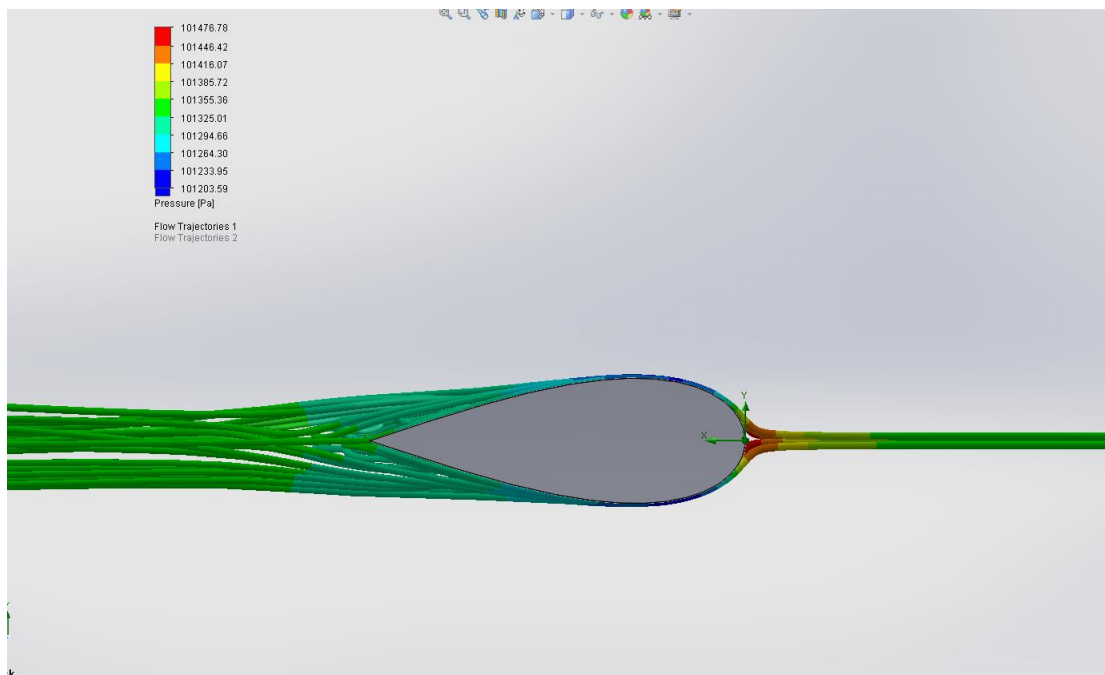 101476.78
101446.42
101416.07
101385.72
101355.36
101325.01
101294.66
101264.30
101233.95
101203.59
Pressure [Pa]
Flow Trajectories 1
Flow Trajectories 2
Y
X